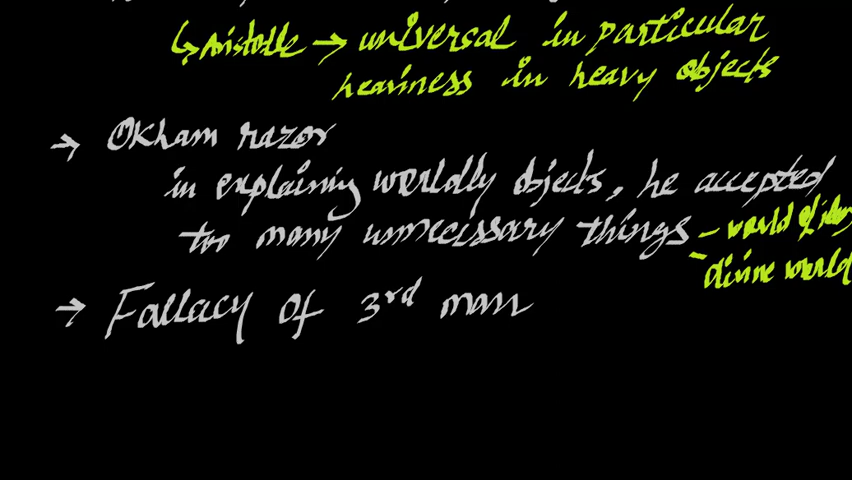 ↳ Aristotle → universal in particular
heaviness in heavy objects
→ Okham razor
in explaining worldly objects, he accepted
too many unnecissary things – world of ideas
– divine world
→ Fallacy of 3rd man